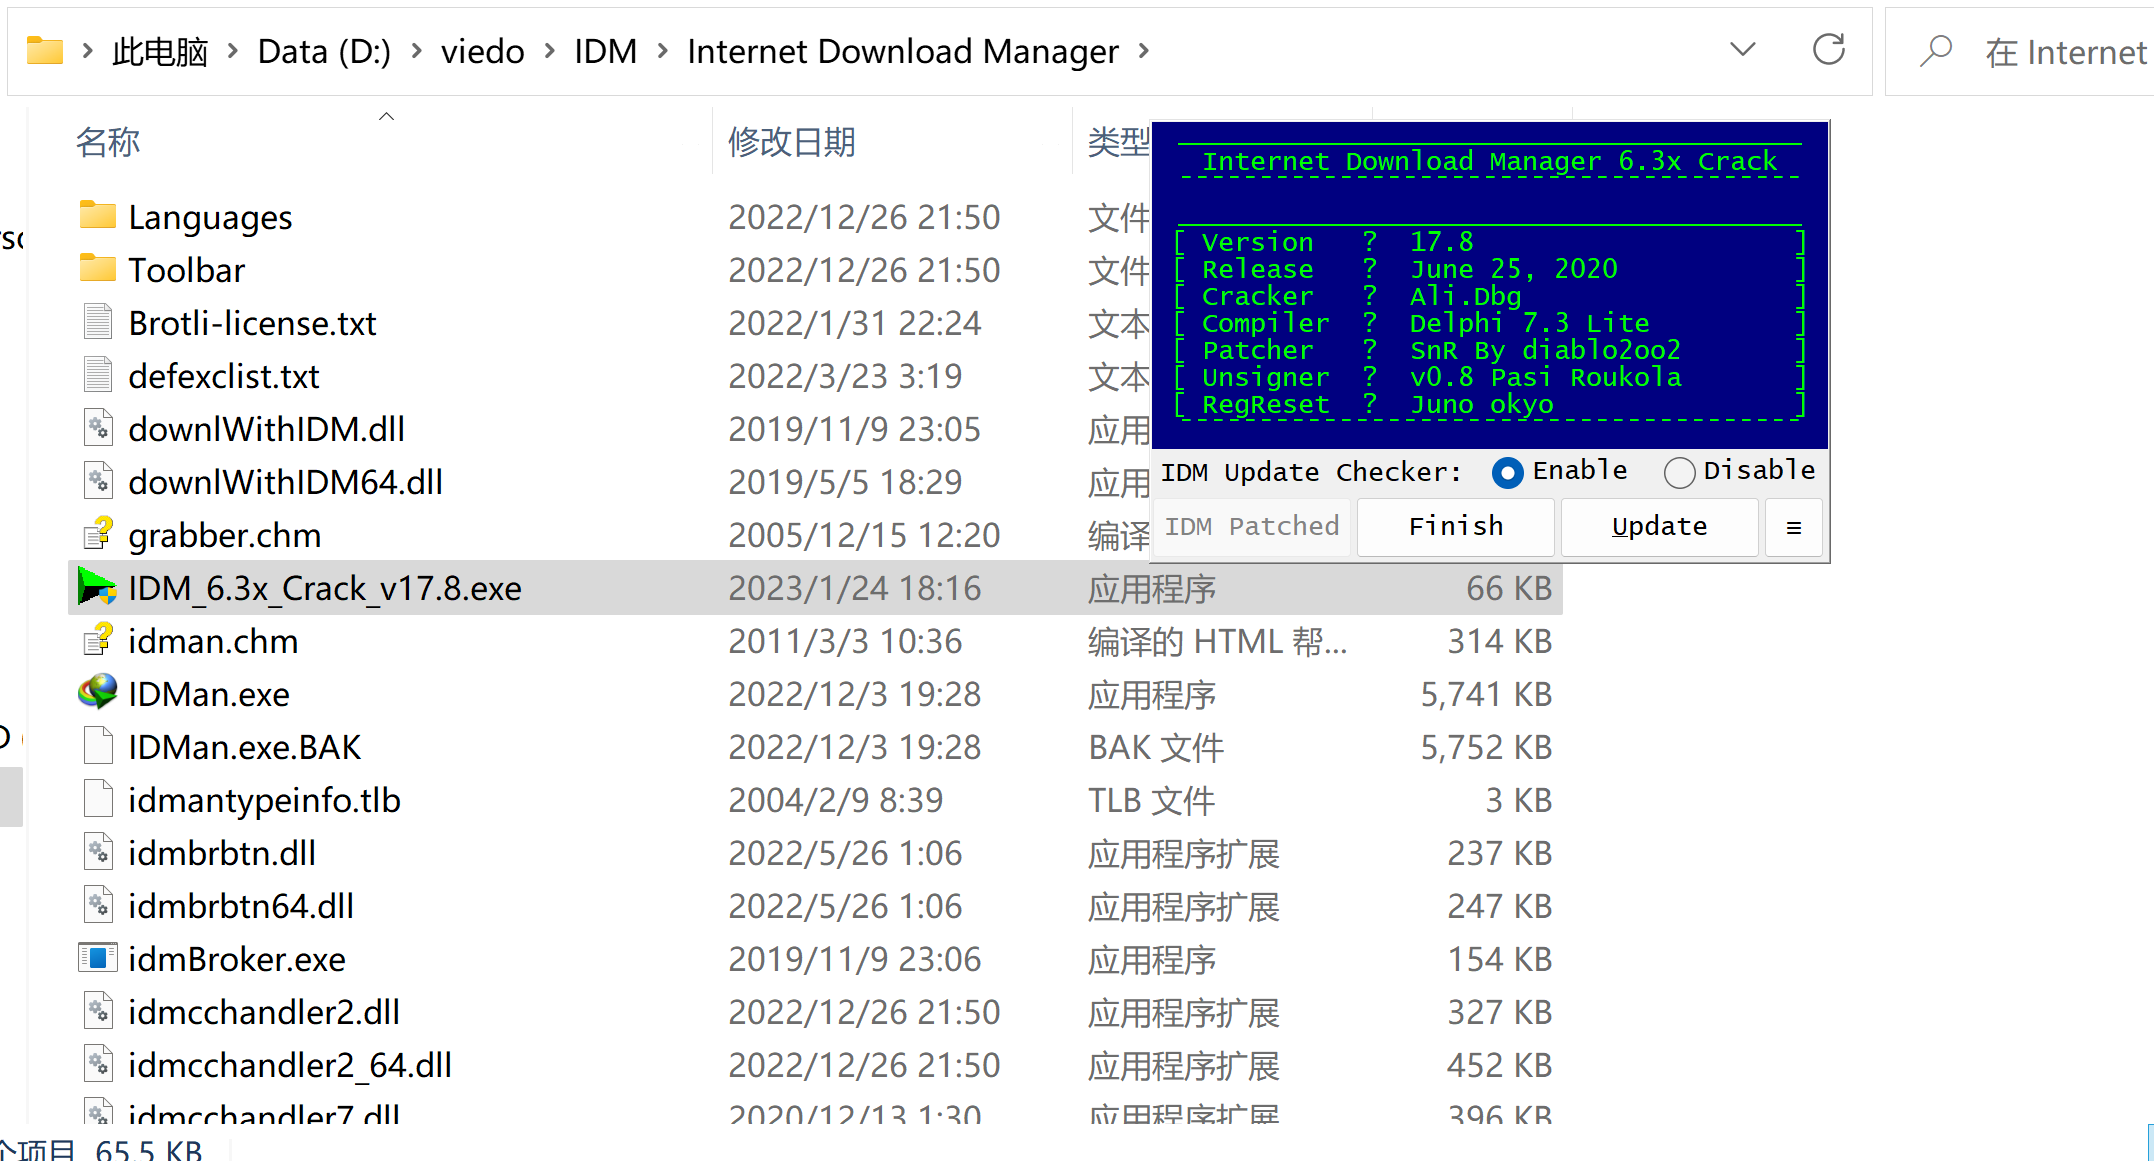 此电脑 Data (D:) viedo IDM Internet Download Manager
在 Internet
名称 修改日期 类型
Languages 2022/12/26 21:50 文件
Toolbar 2022/12/26 21:50 文件
Brotli-license.txt 2022/1/31 22:24 文本
defexclist.txt 2022/3/23 3:19 文本
downlWithIDM.dll 2019/11/9 23:05 应用
downlWithIDM64.dll 2019/5/5 18:29 应用
grabber.chm 2005/12/15 12:20 编译
IDM_6.3x_Crack_v17.8.exe 2023/1/24 18:16 应用程序 66 KB
idman.chm 2011/3/3 10:36 编译的 HTML 帮... 314 KB
IDMan.exe 2022/12/3 19:28 应用程序 5,741 KB
IDMan.exe.BAK 2022/12/3 19:28 BAK 文件 5,752 KB
idmantypeinfo.tlb 2004/2/9 8:39 TLB 文件 3 KB
idmbrbtn.dll 2022/5/26 1:06 应用程序扩展 237 KB
idmbrbtn64.dll 2022/5/26 1:06 应用程序扩展 247 KB
idmBroker.exe 2019/11/9 23:06 应用程序 154 KB
idmcchandler2.dll 2022/12/26 21:50 应用程序扩展 327 KB
idmcchandler2_64.dll 2022/12/26 21:50 应用程序扩展 452 KB
idmcchandler7.dll 2020/12/13 1:30 应用程序扩展 396 KB
个项目 65.5 KB
Internet Download Manager 6.3x Crack
[ Version ? 17.8 ]
[ Release ? June 25, 2020 ]
[ Cracker ? Ali.Dbg ]
[ Compiler ? Delphi 7.3 Lite ]
[ Patcher ? SnR By diablo2oo2 ]
[ Unsigner ? v0.8 Pasi Roukola ]
[ RegReset ? Juno okyo ]
IDM Update Checker: Enable Disable
IDM Patched Finish Update ≡